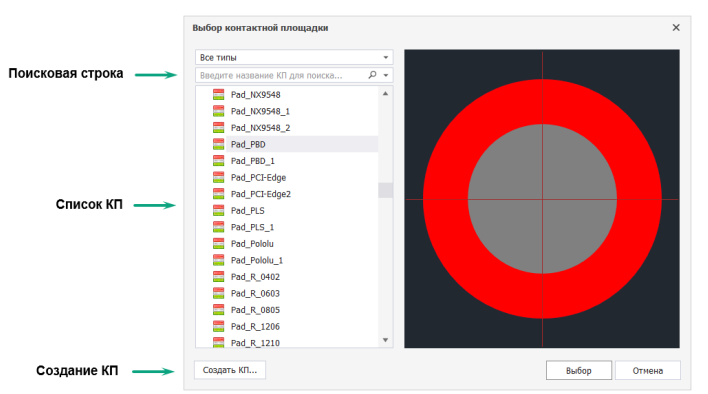 Выбор контактной площадки
Все типы
Поисковая строка
Введите название КП для поиска...
Pad_NX9548
Pad_NX9548_1
Pad_NX9548_2
Pad_PBD
Pad_PBD_1
Pad_PCI-Edge
Pad_PCI-Edge2
Список КП
Pad_PLS
Pad_PLS_1
Pad_Pololu
Pad_Pololu_1
Pad_R_0402
Pad_R_0603
Pad_R_0805
Pad_R_1206
Pad_R_1210
Создание КП
Создать КП...
Выбор
Отмена